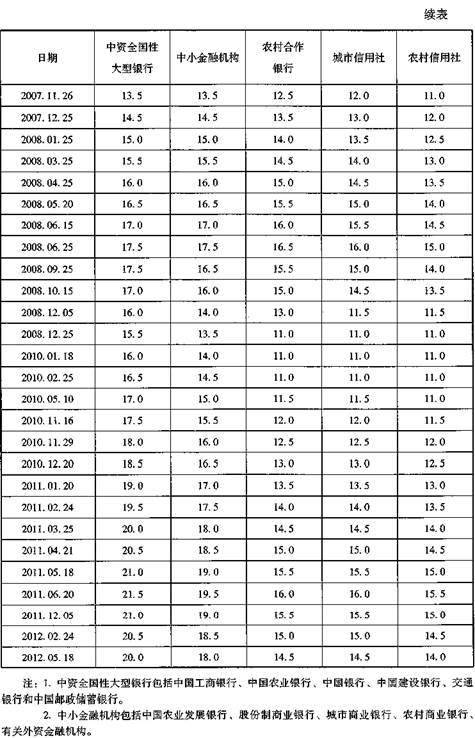 续表
日期 中资全国性大型银行 中小金融机构 农村合作银行 城市信用社 农村信用社
2007.11.26 13.5 13.5 12.5 12.0 11.0
2007.12.25 14.5 14.5 13.5 13.0 12.0
2008.01.25 15.0 15.0 14.0 13.5 12.5
2008.03.25 15.5 15.5 14.5 14.0 13.0
2008.04.25 16.0 16.0 15.0 14.5 13.5
2008.05.20 16.5 16.5 15.5 15.0 14.0
2008.06.15 17.0 17.0 16.0 15.5 14.5
2008.06.25 17.5 17.5 16.5 16.0 15.0
2008.09.25 17.5 16.5 15.5 15.0 14.0
2008.10.15 17.0 16.0 15.0 14.5 13.5
2008.12.05 16.0 14.0 13.0 11.5 11.5
2008.12.25 15.5 13.5 11.0 11.0 11.0
2010.01.18 16.0 14.0 11.0 11.0 11.0
2010.02.25 16.5 14.5 11.0 11.0 11.0
2010.05.10 17.0 15.0 11.5 11.5 11.0
2010.11.16 17.5 15.5 12.0 12.0 11.5
2010.11.29 18.0 16.0 12.5 12.5 12.0
2010.12.20 18.5 16.5 13.0 13.0 12.5
2011.01.20 19.0 17.0 13.5 13.5 13.0
2011.02.24 19.5 17.5 14.0 14.0 13.5
2011.03.25 20.0 18.0 14.5 14.5 14.0
2011.04.21 20.5 18.5 15.0 15.0 14.5
2011.05.18 21.0 19.0 15.5 15.5 15.0
2011.06.20 21.5 19.5 16.0 16.0 15.5
2011.12.05 21.0 19.0 15.5 15.5 15.0
2012.02.24 20.5 18.5 15.0 15.0 14.5
2012.05.18 20.0 18.0 14.5 14.5 14.0
注：1. 中资全国性大型银行包括中国工商银行、中国农业银行、中国银行、中国建设银行、交通
银行和中国邮政储蓄银行。
2. 中小金融机构包括中国农业发展银行、股份制商业银行、城市商业银行、农村商业银行、
有关外资金融机构。